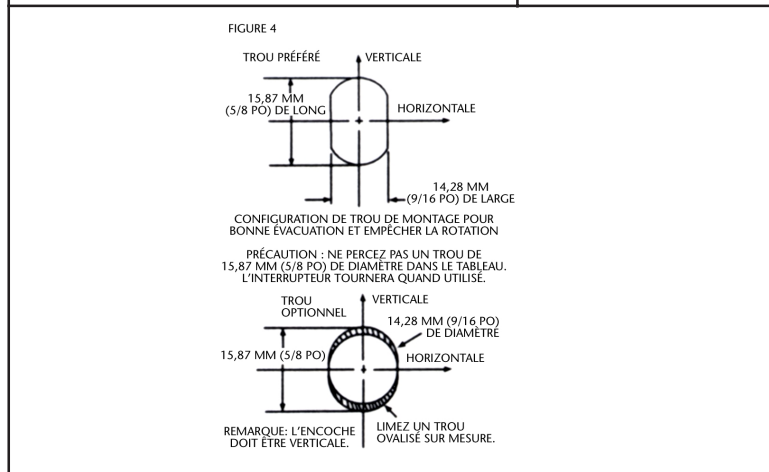 FIGURE 4
TROU PRÉFÉRÉ
VERTICALE
15,87 MM
(5/8 PO) DE LONG
HORIZONTALE
14,28 MM
(9/16 PO) DE LARGE
CONFIGURATION DE TROU DE MONTAGE POUR
BONNE ÉVACUATION ET EMPÊCHER LA ROTATION
PRÉCAUTION : NE PERCEZ PAS UN TROU DE
15,87 MM (5/8 PO) DE DIAMÈTRE DANS LE TABLEAU.
L'INTERRUPTEUR TOURNERA QUAND UTILISÉ.
TROU
OPTIONNEL
VERTICALE
14,28 MM (9/16 PO)
DE DIAMÈTRE
15,87 MM (5/8 PO)
HORIZONTALE
REMARQUE: L'ENCOCHE
DOIT ÊTRE VERTICALE.
LIMEZ UN TROU
OVALISÉ SUR MESURE.